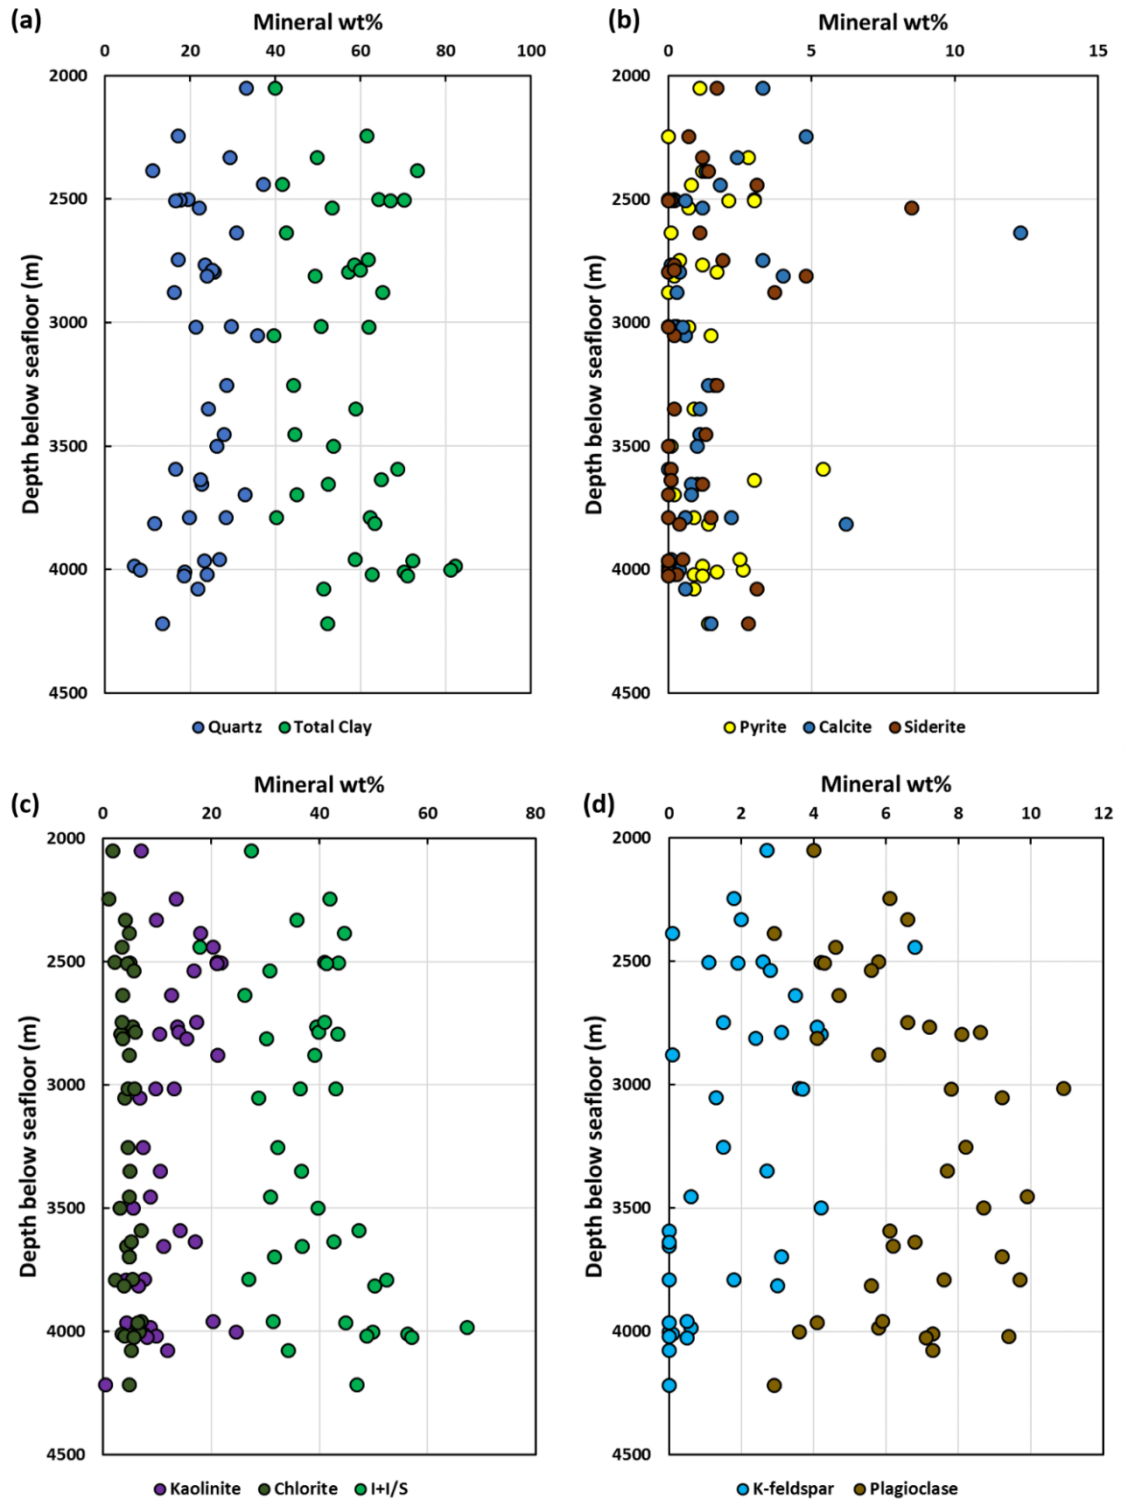 (a) Mineral wt%
0 20 40 60 80 100
2000
2500
3000
3500
4000
4500
Depth below seafloor (m)
Quartz Total Clay
(b) Mineral wt%
0 5 10 15
2000
2500
3000
3500
4000
4500
Depth below seafloor (m)
Pyrite Calcite Siderite
(c) Mineral wt%
0 20 40 60 80
2000
2500
3000
3500
4000
4500
Depth below seafloor (m)
Kaolinite Chlorite I+I/S
(d) Mineral wt%
0 2 4 6 8 10 12
2000
2500
3000
3500
4000
4500
Depth below seafloor (m)
K-feldspar Plagioclase